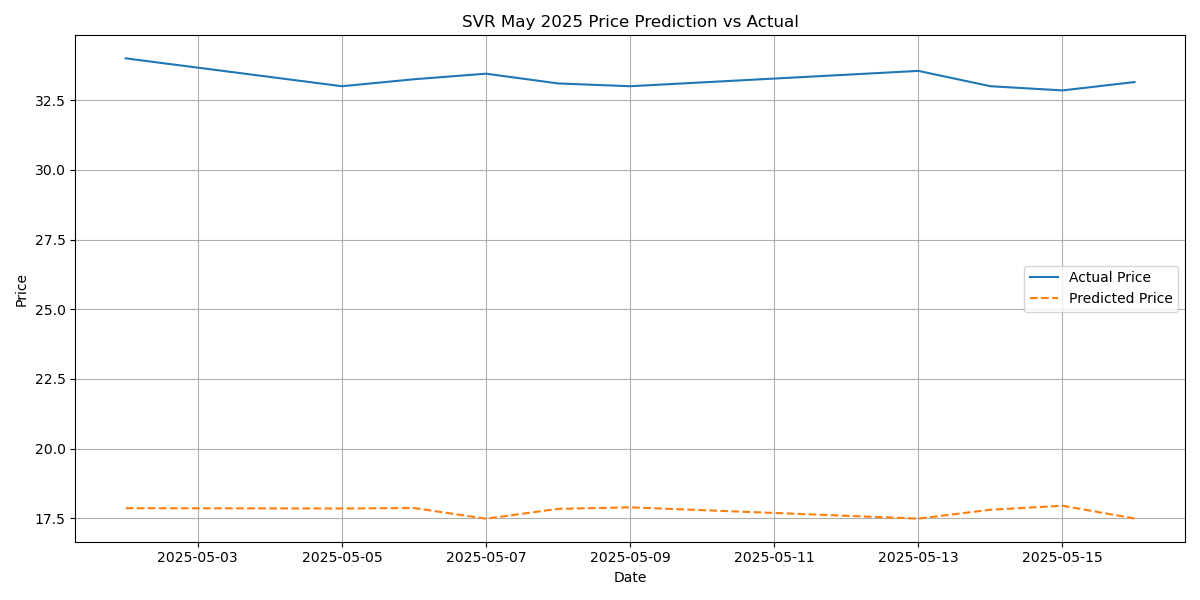 SVR May 2025 Price Prediction vs Actual
Price
32.5
30.0
27.5
25.0
22.5
20.0
17.5
Actual Price
Predicted Price
2025-05-03
2025-05-05
2025-05-07
2025-05-09
2025-05-11
2025-05-13
2025-05-15
Date